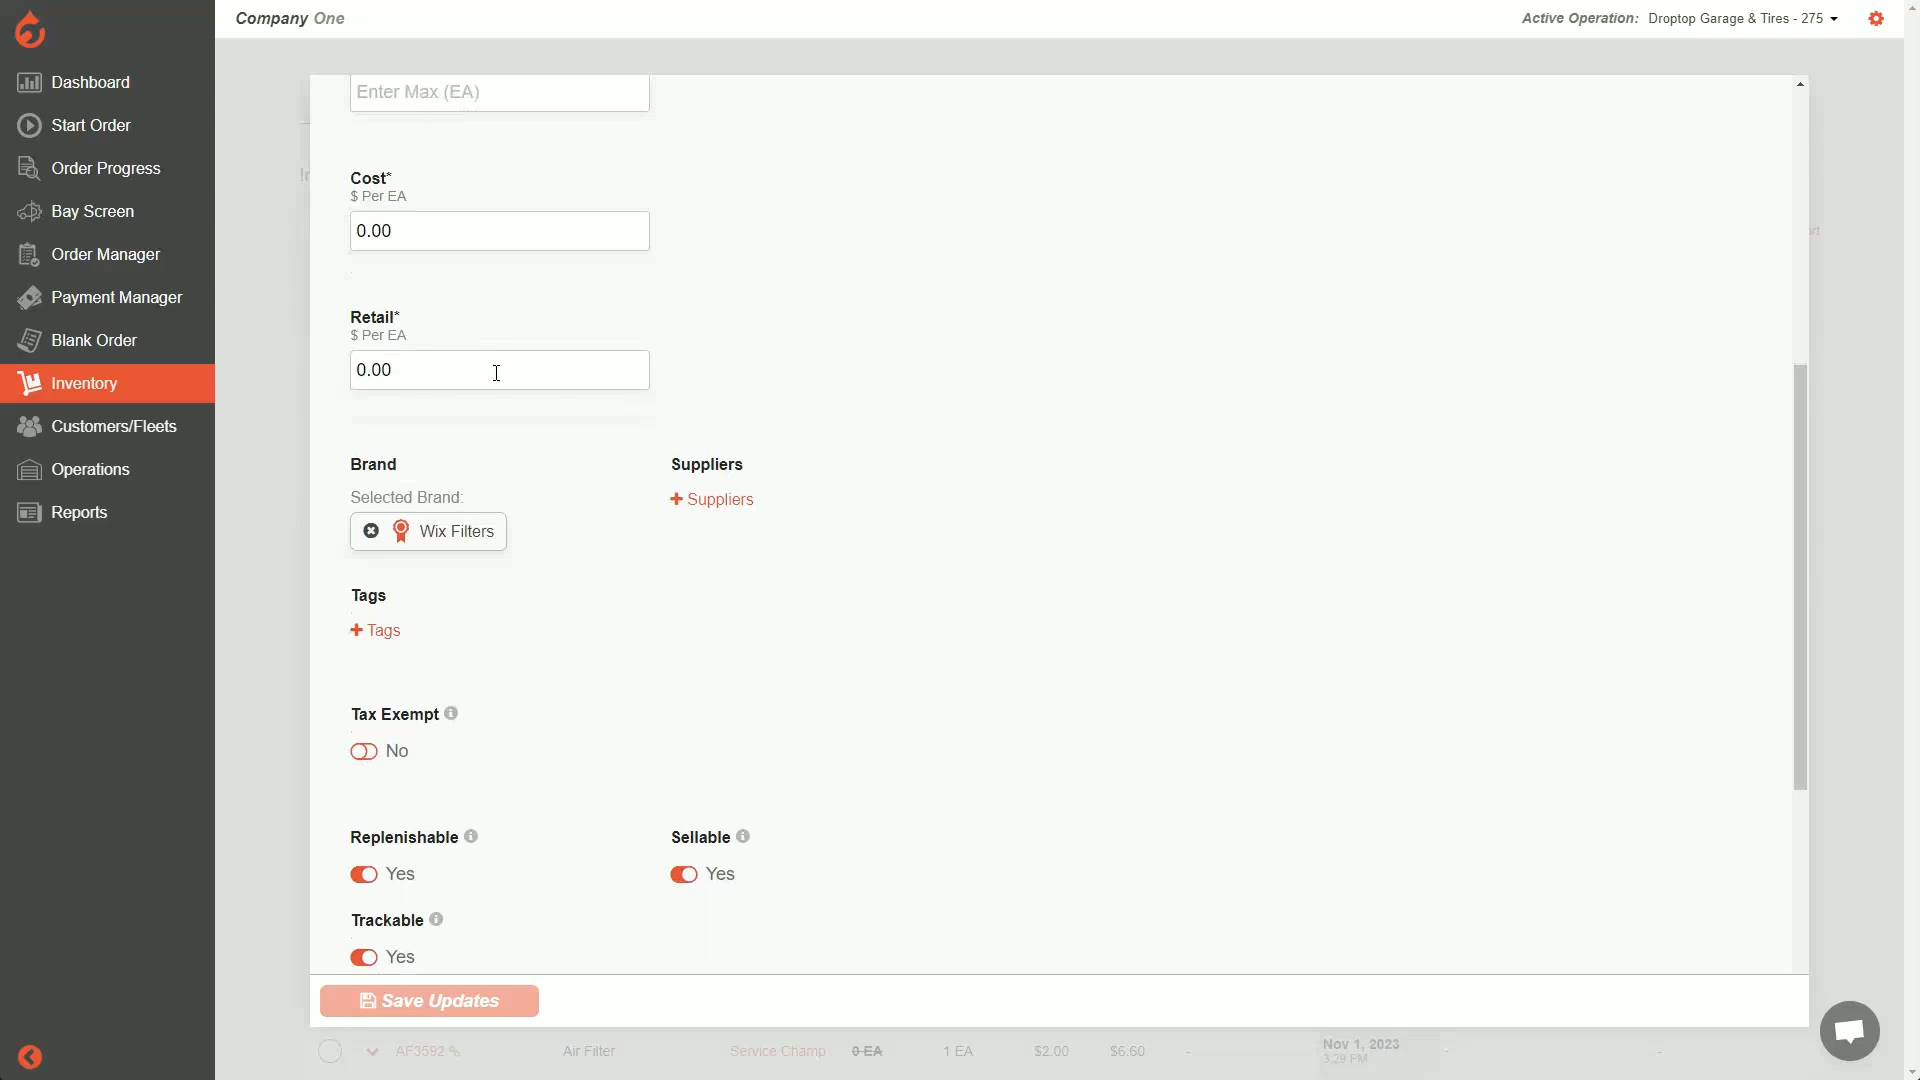 Company One
Active Operation: Droptop Garage & Tires - 275
Dashboard
Start Order
Order Progress
Bay Screen
Order Manager
Payment Manager
Blank Order
Inventory
Customers/Fleets
Operations
Reports
Enter Max (EA)
Cost*
$ Per EA
0.00
Retail*
$ Per EA
0.00
Brand
Suppliers
Selected Brand:
+ Suppliers
Wix Filters
Tags
+ Tags
Tax Exempt
No
Replenishable
Sellable
Yes
Yes
Trackable
Yes
Save Updates
AF3592 Air Filter Service Champ 0 EA 1 EA $2.00 $6.60 - Nov 1, 2023 - -
3:29 PM